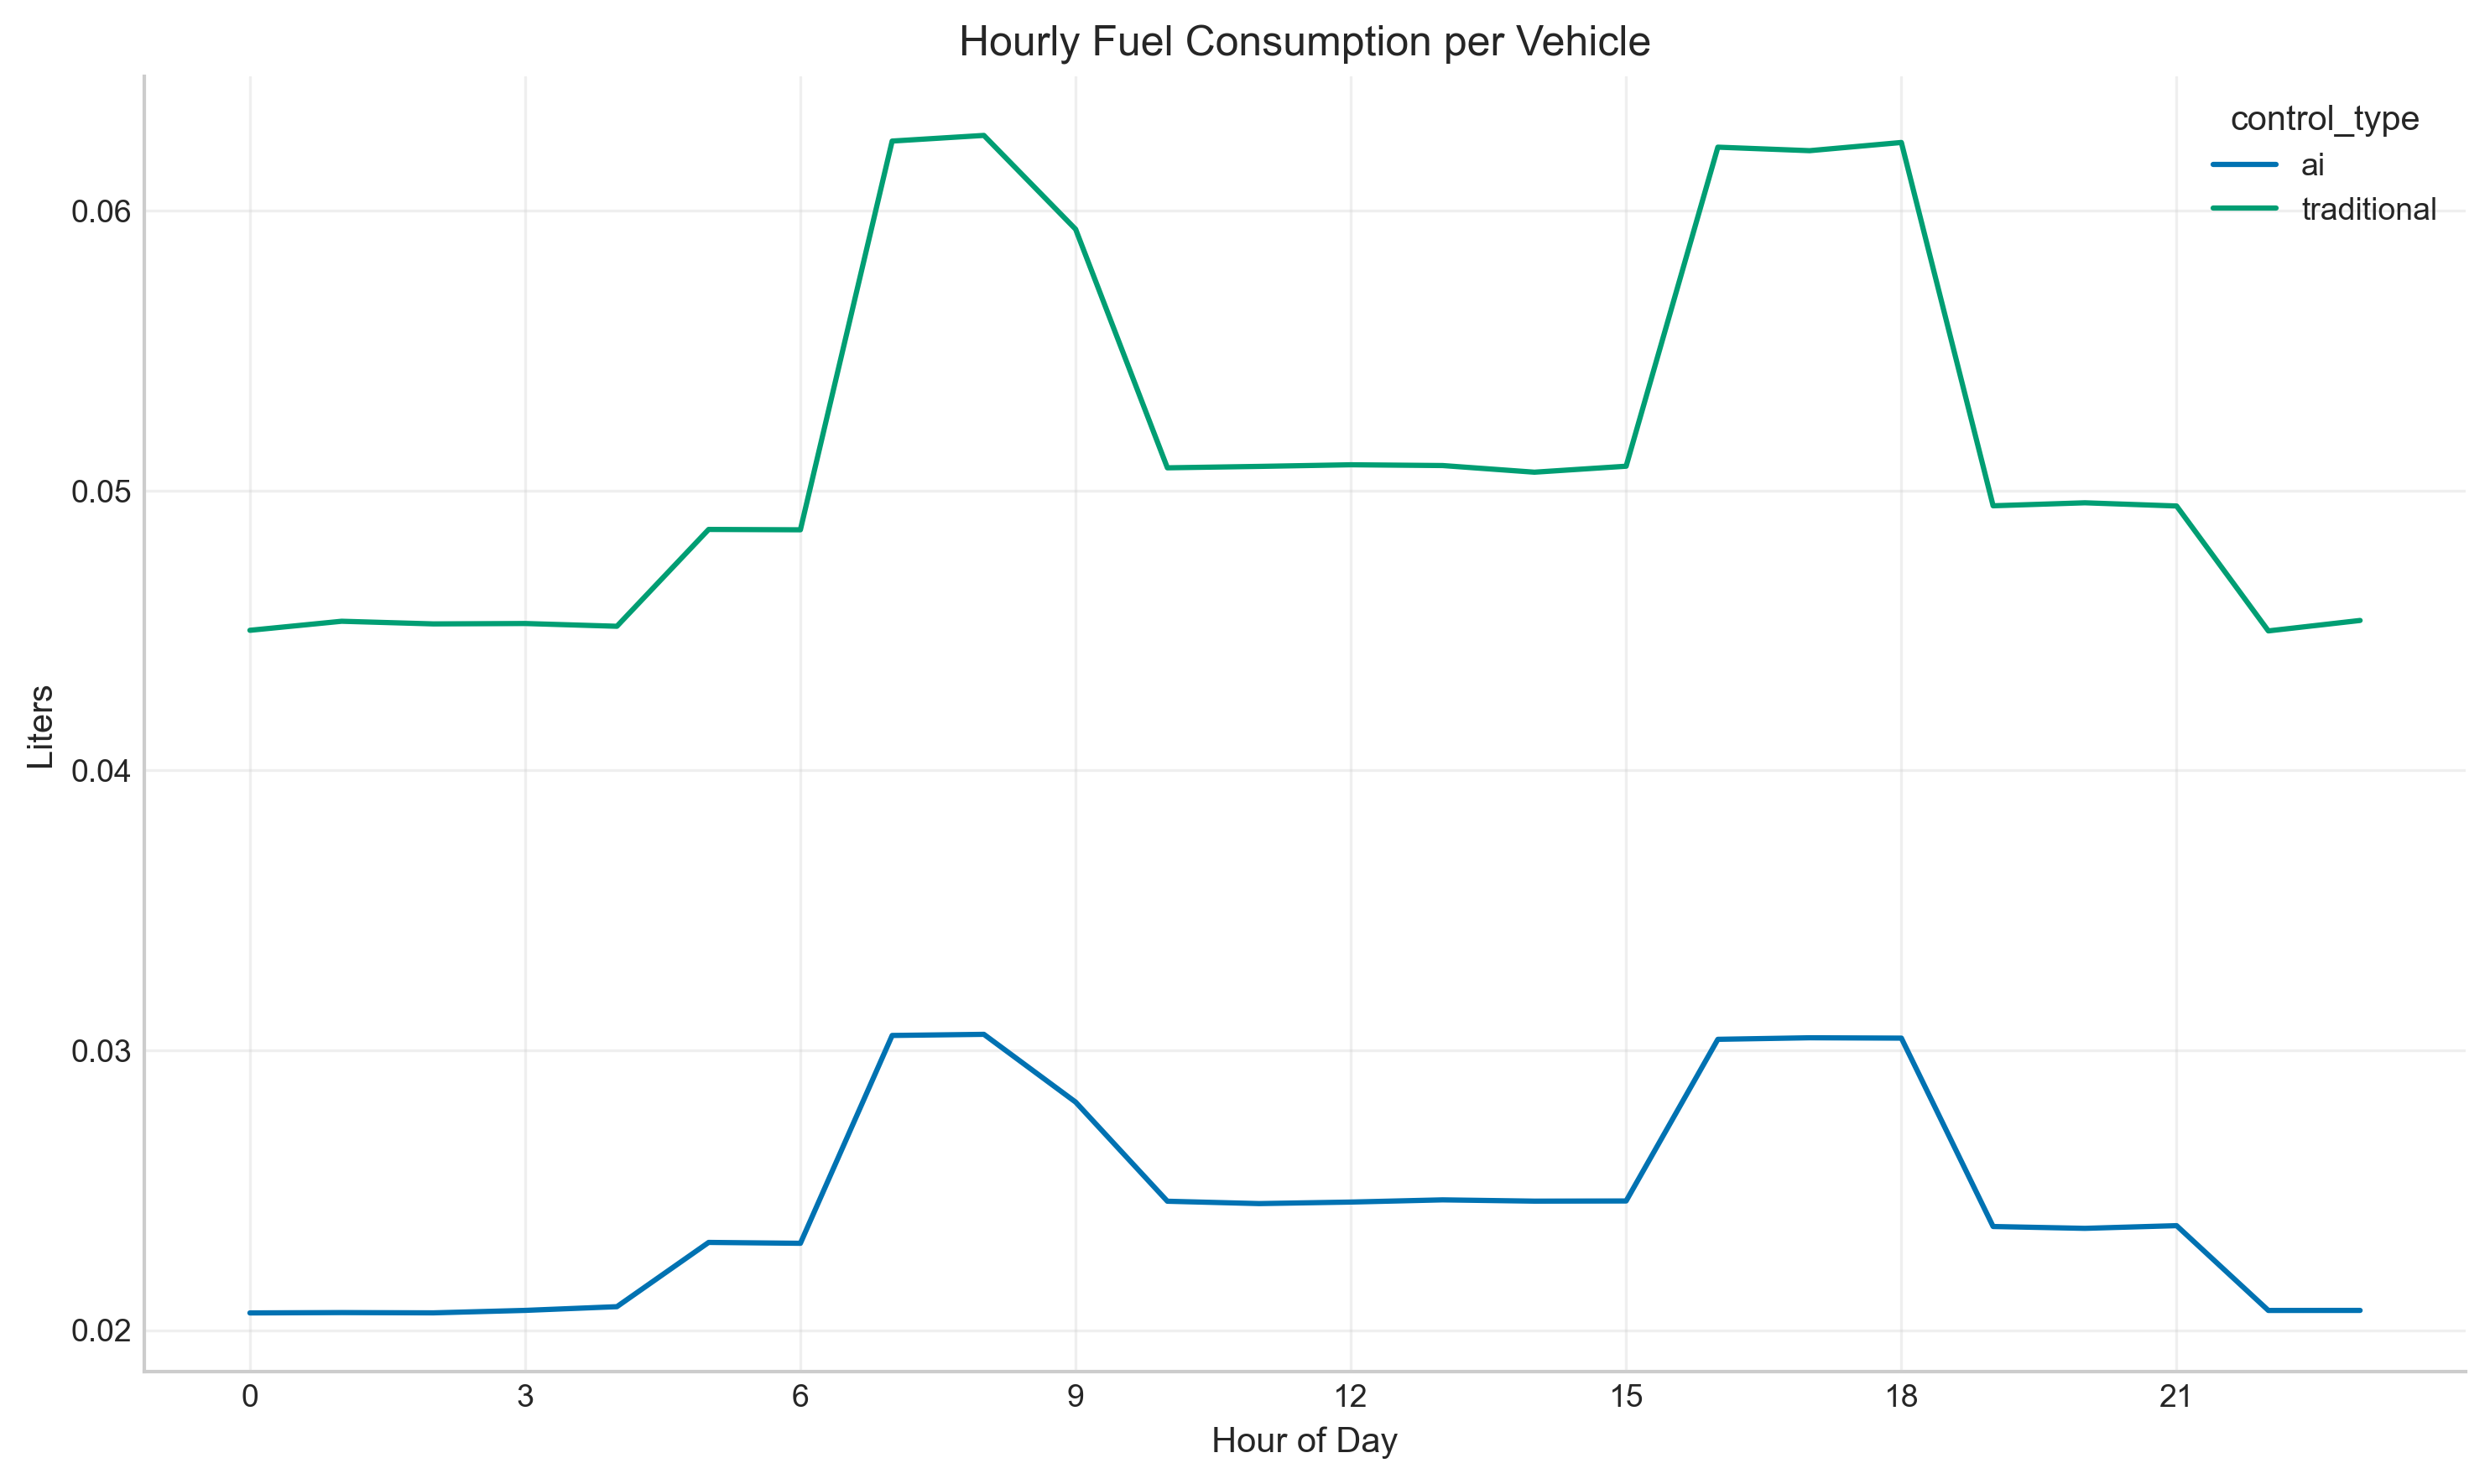 Hourly Fuel Consumption per Vehicle
control_type
ai
traditional
0.06
0.05
0.04
0.03
0.02
Liters
0 3 6 9 12 15 18 21
Hour of Day